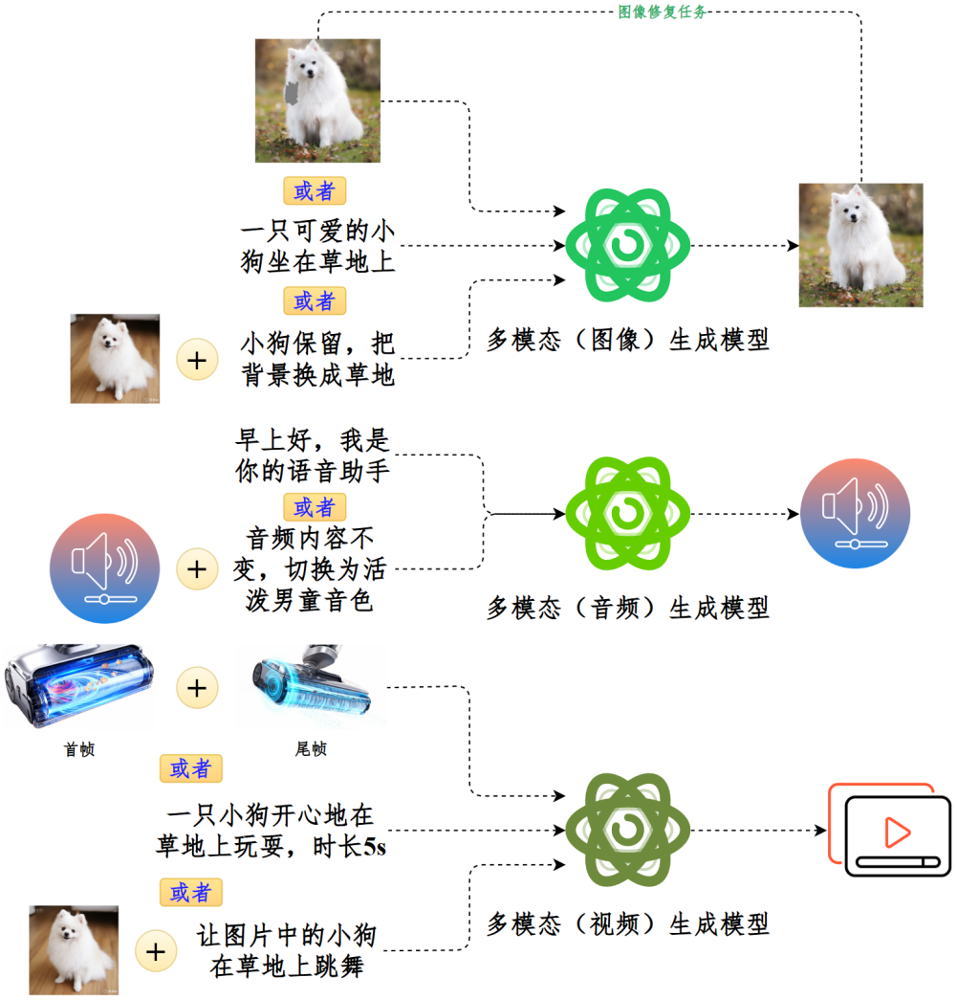 图像修复任务
或者
一只可爱的小
狗坐在草地上
或者
小狗保留，把
背景换成草地
+
多模态（图像）生成模型
早上好，我是
你的语音助手
或者
音频内容不
变，切换为活
泼男童音色
+
多模态（音频）生成模型
+
首帧
尾帧
或者
一只小狗开心地在
草地上玩耍，时长5s
或者
让图片中的小狗
在草地上跳舞
+
多模态（视频）生成模型